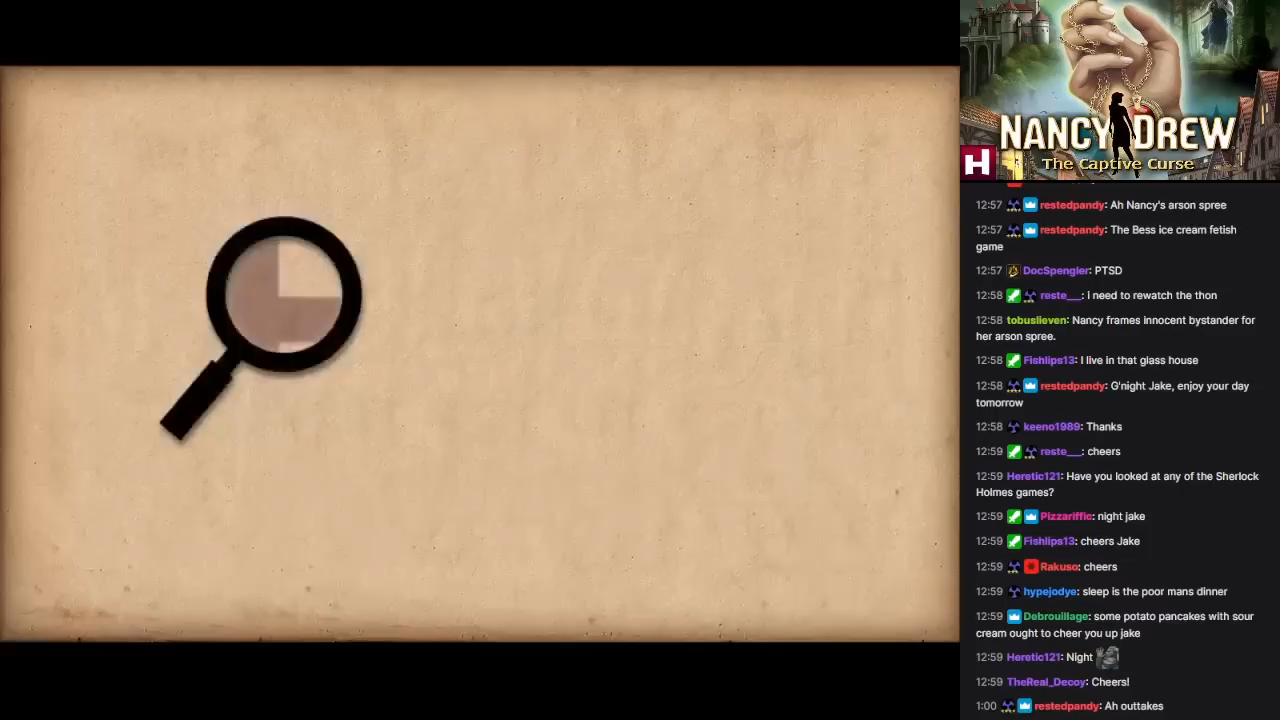 NANCY DREW
The Captive Curse
H
12:57 restedpandy: Ah Nancy's arson spree
12:57 restedpandy: The Bess ice cream fetish
game
12:57 DocSpengler: PTSD
12:58 reste___: I need to rewatch the thon
12:58 tobuslieven: Nancy frames innocent bystander for
her arson spree.
12:58 Fishlips13: I live in that glass house
12:58 restedpandy: G'night Jake, enjoy your day
tomorrow
12:58 keeno1989: Thanks
12:59 reste___: cheers
12:59 Heretic121: Have you looked at any of the Sherlock
Holmes games?
12:59 Pizzariffic: night jake
12:59 Fishlips13: cheers Jake
12:59 Rakuso: cheers
12:59 hypejodye: sleep is the poor mans dinner
12:59 Debrouillage: some potato pancakes with sour
cream ought to cheer you up jake
12:59 Heretic121: Night
12:59 TheReal_Decoy: Cheers!
1:00 restedpandy: Ah outtakes